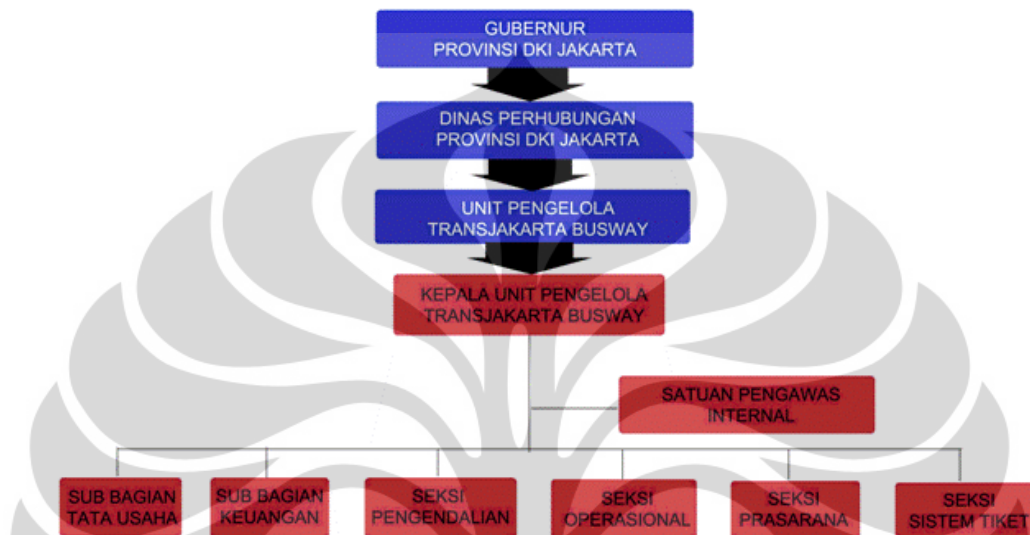 GUBERNUR
PROVINSI DKI JAKARTA
DINAS PERHUBUNGAN
PROVINSI DKI JAKARTA
UNIT PENGELOLA
TRANSJAKARTA BUSWAY
KEPALA UNIT PENGELOLA
TRANSJAKARTA BUSWAY
SATUAN PENGAWAS
INTERNAL
SUB BAGIAN
TATA USAHA
SUB BAGIAN
KEUANGAN
SEKSI
PENGENDALIAN
SEKSI
OPERASIONAL
SEKSI
PRASARANA
SEKSI
SISTEM TIKET